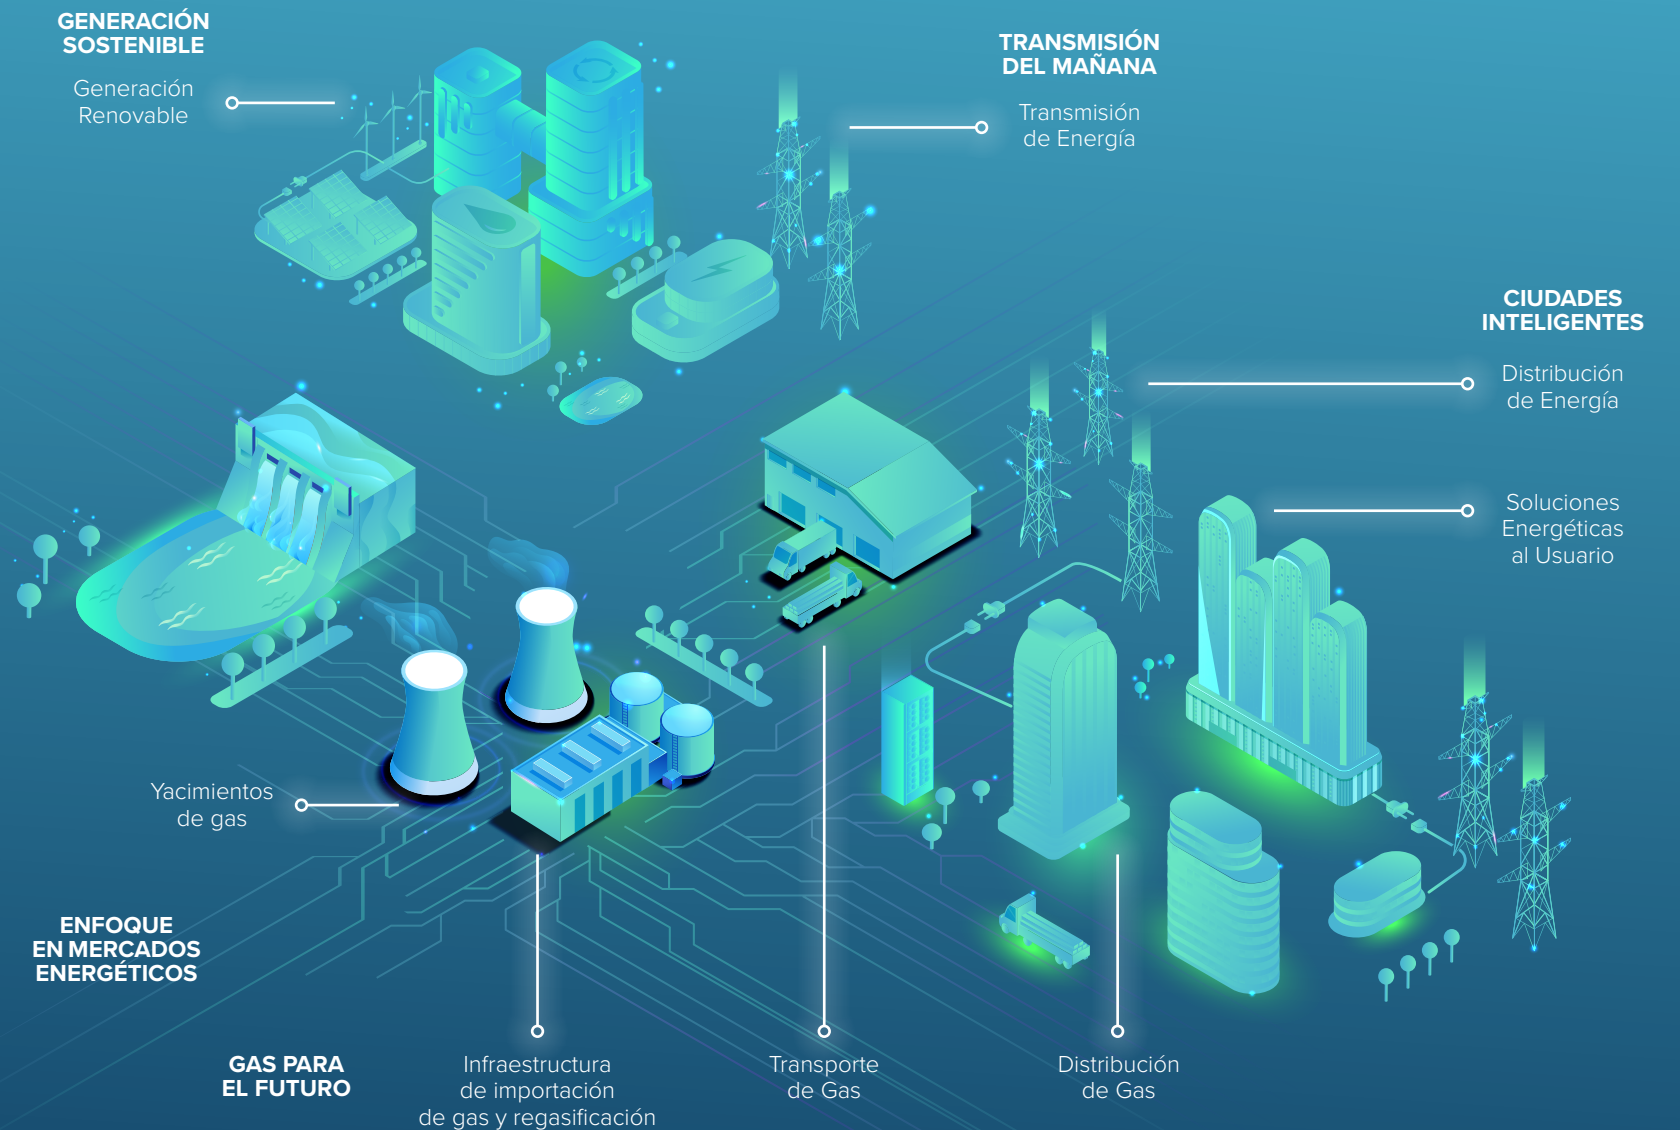 GENERACIÓN
SOSTENIBLE
Generación
Renovable
TRANSMISIÓN
DEL MAÑANA
Transmisión
de Energía
CIUDADES
INTELIGENTES
Distribución
de Energía
Soluciones
Energéticas
al Usuario
Yacimientos
de gas
ENFOQUE
EN MERCADOS
ENERGÉTICOS
GAS PARA
EL FUTURO
Infraestructura
de importación
de gas y regasificación
Transporte
de Gas
Distribución
de Gas